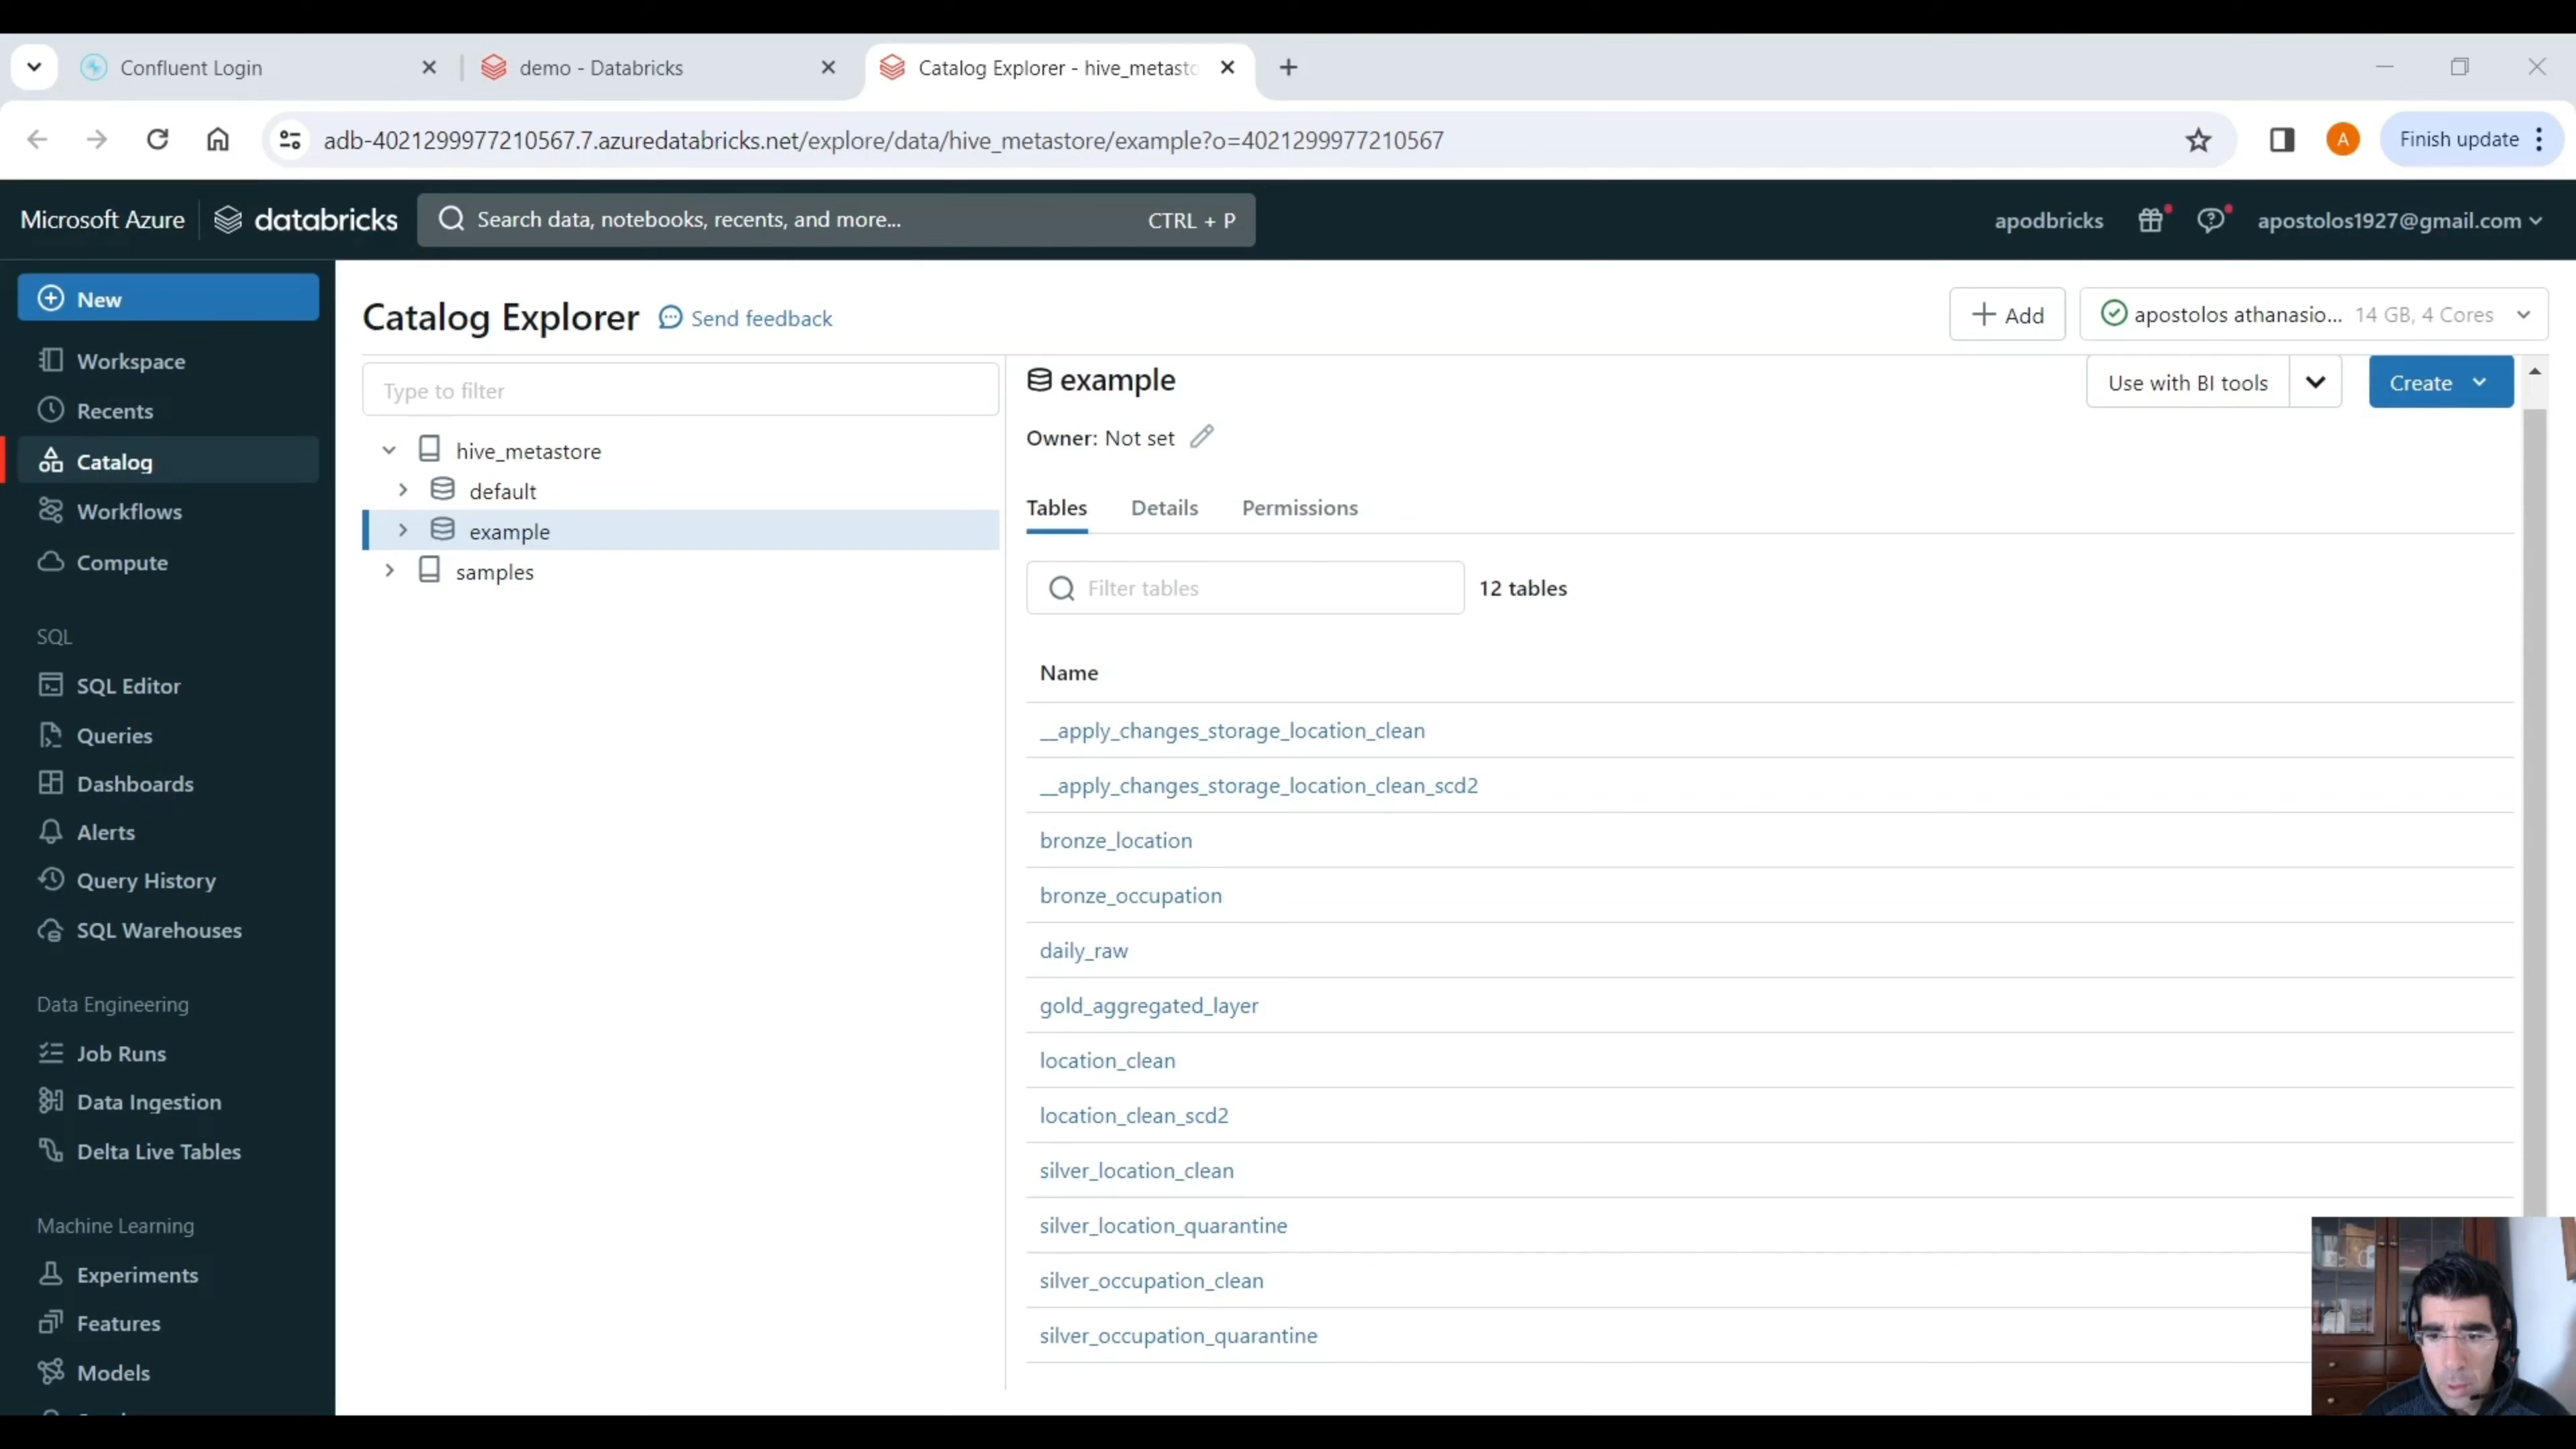 Confluent Login
demo - Databricks
Catalog Explorer - hive_metasto
adb-4021299977210567.7.azuredatabricks.net/explore/data/hive_metastore/example?o=4021299977210567
A
Finish update
Microsoft Azure
databricks
Search data, notebooks, recents, and more...
CTRL + P
apodbricks
apostolos1927@gmail.com
New
Workspace
Recents
Catalog
Workflows
Compute
SQL
SQL Editor
Queries
Dashboards
Alerts
Query History
SQL Warehouses
Data Engineering
Job Runs
Data Ingestion
Delta Live Tables
Machine Learning
Experiments
Features
Models
Catalog Explorer
Send feedback
Add
apostolos athanasio...
14 GB, 4 Cores
Type to filter
hive_metastore
default
example
samples
example
Use with BI tools
Create
Owner: Not set
Tables
Details
Permissions
Filter tables
12 tables
Name
__apply_changes_storage_location_clean
__apply_changes_storage_location_clean_scd2
bronze_location
bronze_occupation
daily_raw
gold_aggregated_layer
location_clean
location_clean_scd2
silver_location_clean
silver_location_quarantine
silver_occupation_clean
silver_occupation_quarantine